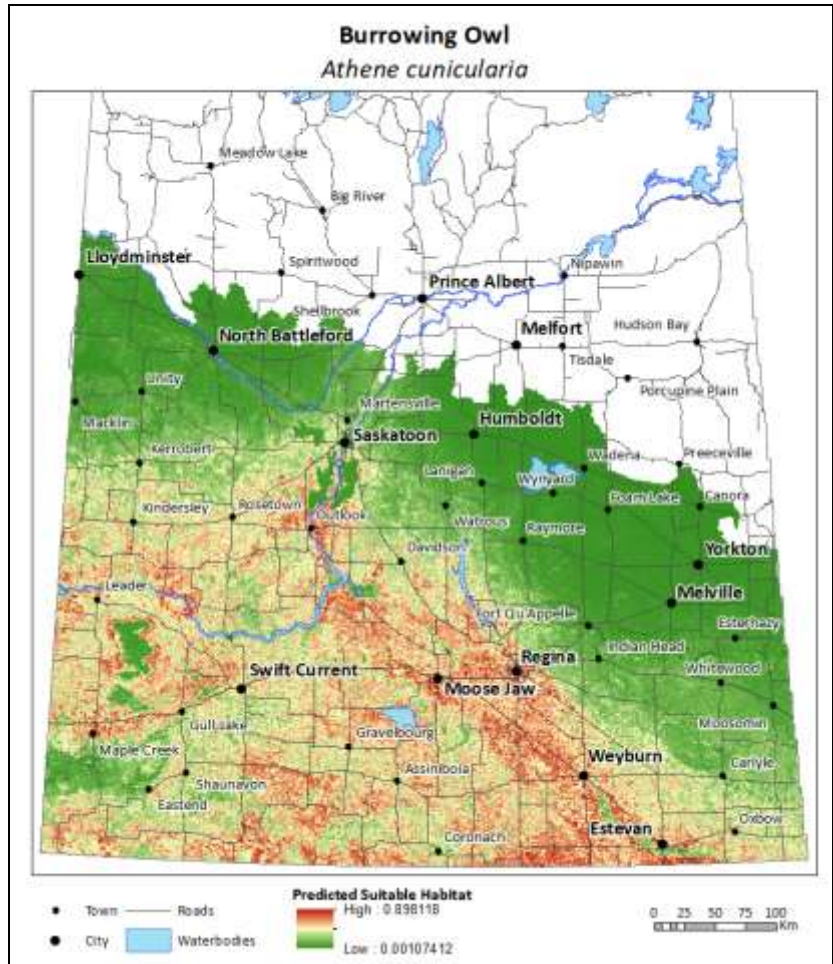 Burrowing Owl
Athene cunicularia
Meadow Lake
Big River
Lloydminster
Spiritwood
Nipawin
Prince Albert
Shellbrook
North Battleford
Melfort
Hudson Bay
Tisdale
Unity
Porcupine Plain
Macklin
Martensville
Humboldt
Saskatoon
Kerrobert
Wadena
Preeceville
Lanigan
Wynyard
Kindersley
Rosetown
Outlook
Watrous
Foam Lake
Canora
Raymore
Davidson
Yorkton
Leader
Melville
Fort Qu'Appelle
Esterhazy
Indian Head
Regina
Swift Current
Whitewood
Moose Jaw
Gull Lake
Moosomin
Gravelbourg
Maple Creek
Weyburn
Shaunavon
Assiniboia
Carlyle
Eastend
Estevan
Oxbow
Coronach
Town
Roads
City
Waterbodies
Predicted Suitable Habitat
High : 0.898118
Low : 0.00107412
0 25 50 75 100
Km